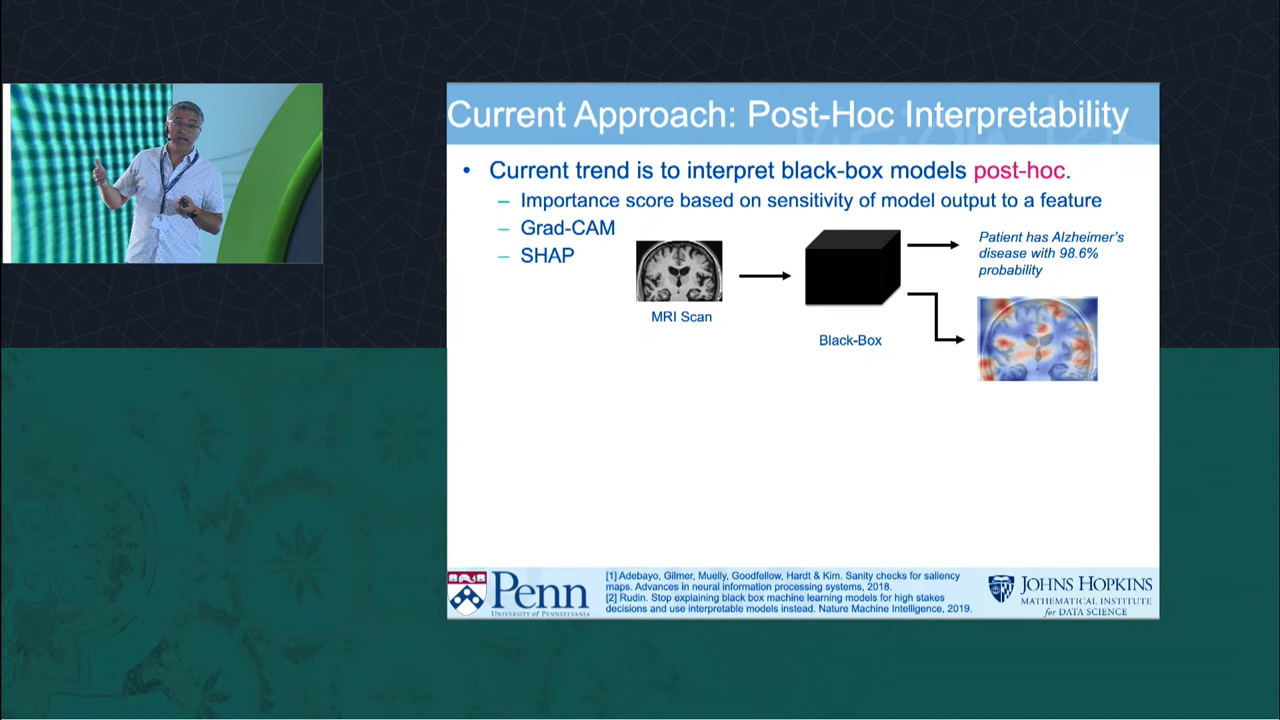 Current Approach: Post-Hoc Interpretability
• Current trend is to interpret black-box models post-hoc.
– Importance score based on sensitivity of model output to a feature
– Grad-CAM
– SHAP
MRI Scan
Black-Box
Patient has Alzheimer's
disease with 98.6%
probability
Penn
UNIVERSITY OF PENNSYLVANIA
[1] Adebayo, Gilmer, Muelly, Goodfellow, Hardt & Kim. Sanity checks for saliency
maps. Advances in neural information processing systems, 2018.
[2] Rudin. Stop explaining black box machine learning models for high stakes
decisions and use interpretable models instead. Nature Machine Intelligence, 2019.
JOHNS HOPKINS
MATHEMATICAL INSTITUTE
for DATA SCIENCE